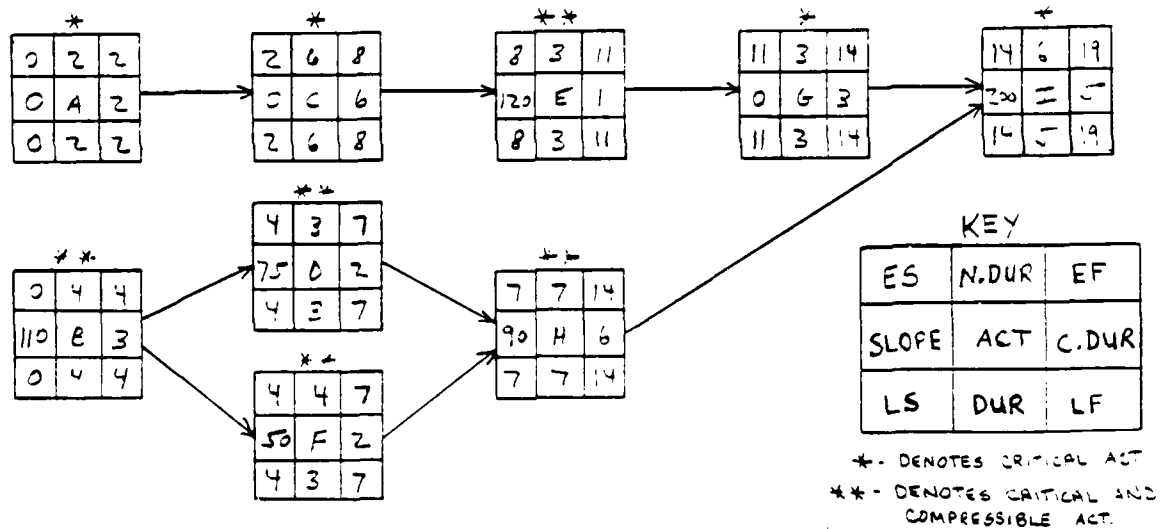 * * ** * *
0 2 2
0 A 2
0 2 2
2 6 8
0 C 6
2 6 8
8 3 11
120 E 1
8 3 11
11 3 14
0 G 3
11 3 14
14 6 19
200
14 5 19
**
0 4 4
110 B 3
0 4 4
**
4 3 7
75 D 2
4 3 7
**
4 4 7
50 F 2
4 3 7
**
7 7 14
90 H 6
7 7 14
KEY
ES N.DUR EF
SLOPE ACT C.DUR
LS DUR LF
* - DENOTES CRITICAL ACT
** - DENOTES CRITICAL AND
COMPRESSIBLE ACT.